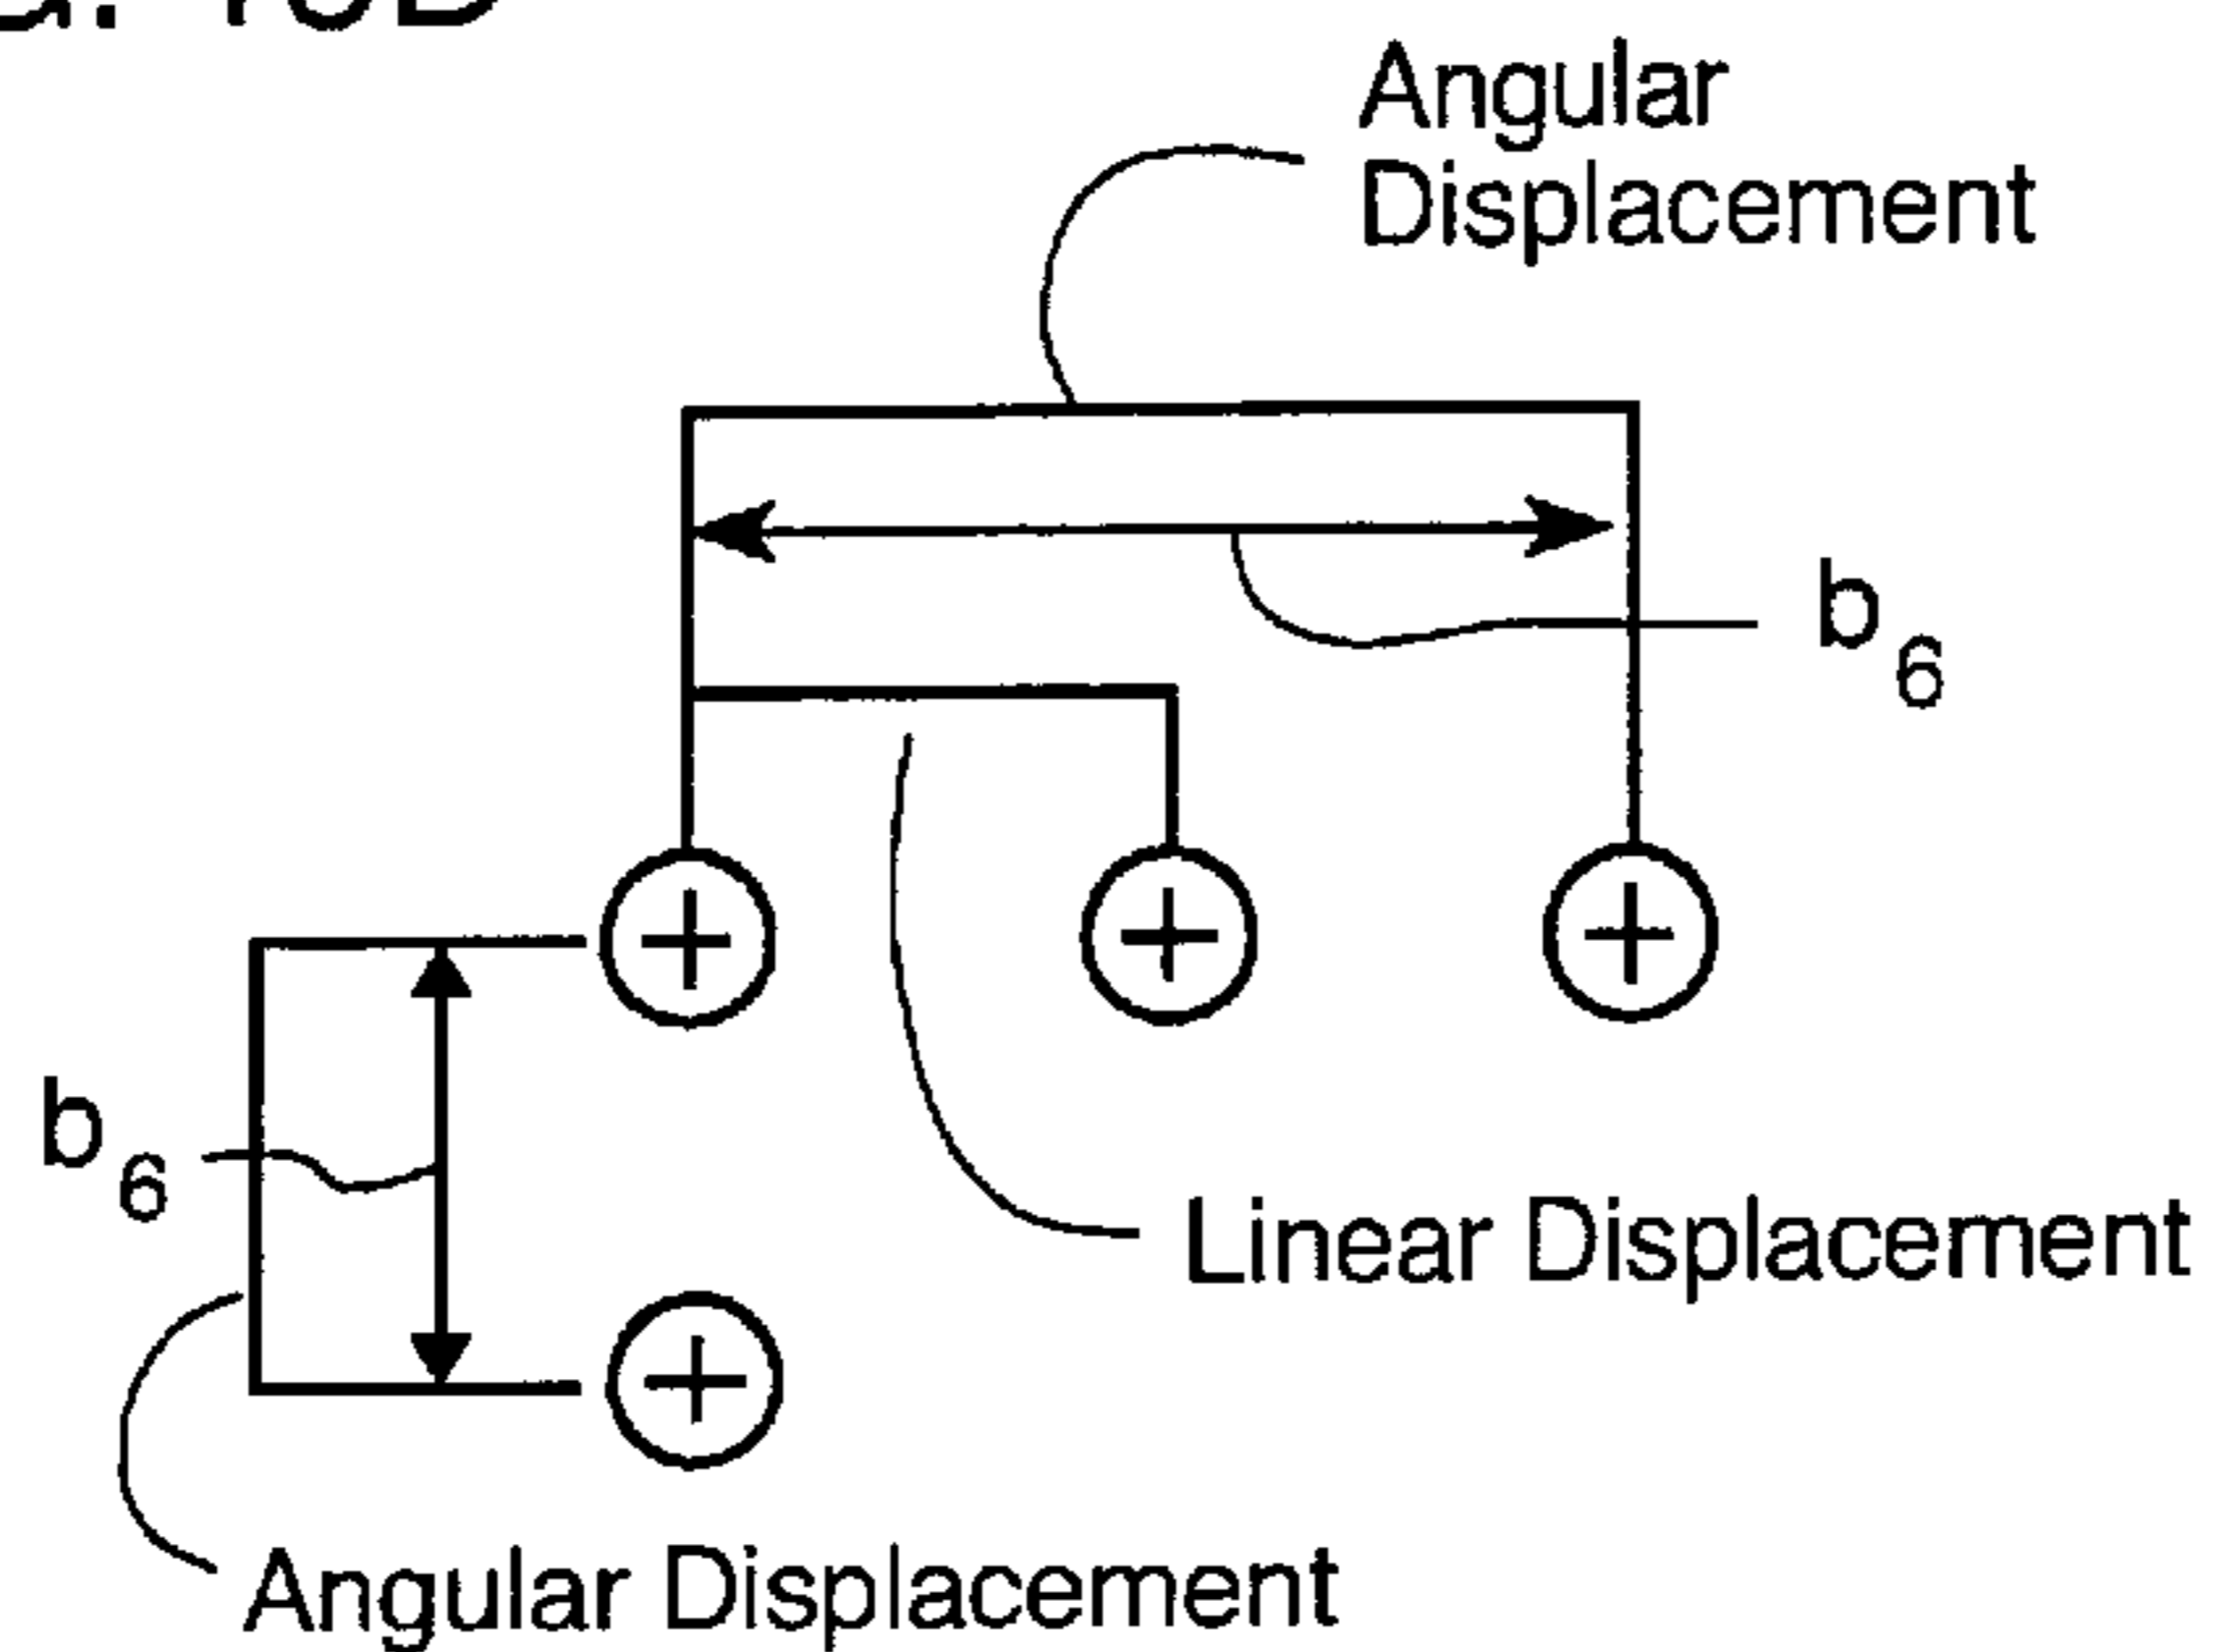 Angular
Displacement
b6
b6
Linear Displacement
Angular Displacement